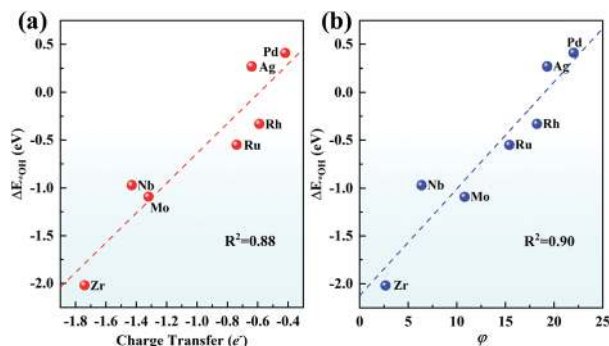 (a)
0.5
0.0
-0.5
-1.0
-1.5
-2.0
ΔE*OH (eV)
Pd
Ag
Rh
Ru
Nb
Mo
R²=0.88
Zr
-1.8 -1.6 -1.4 -1.2 -1.0 -0.8 -0.6 -0.4
Charge Transfer (e⁻)
(b)
0.5
0.0
-0.5
-1.0
-1.5
-2.0
ΔE*OH (eV)
Pd
Ag
Rh
Ru
Nb
Mo
R²=0.90
Zr
0 5 10 15 20 25
φ